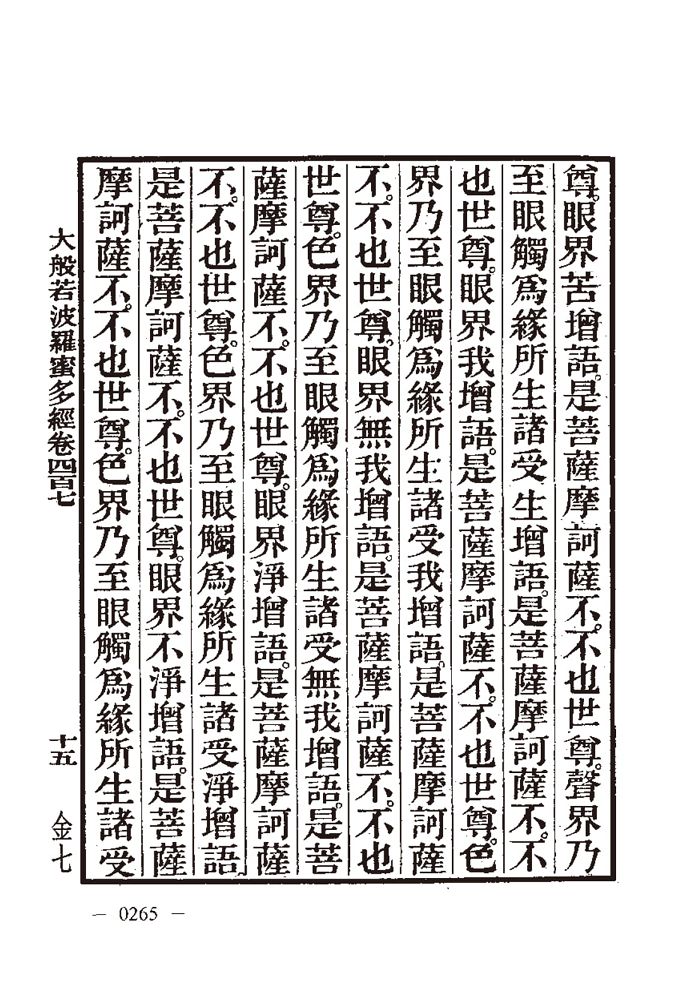 尊。眼界苦增語。是菩薩摩訶薩不。不也世尊。聲界乃
至眼觸爲緣所生諸受生增語。是菩薩摩訶薩不。不
也世尊。眼界我增語。是菩薩摩訶薩不。不也世尊。色
界乃至眼觸爲緣所生諸受我增語。是菩薩摩訶薩
不。不也世尊。眼界無我增語。是菩薩摩訶薩不。不也
世尊。色界乃至眼觸爲緣所生諸受無我增語。是菩
薩摩訶薩不。不也世尊。眼界淨增語。是菩薩摩訶薩
不。不也世尊。色界乃至眼觸爲緣所生諸受淨增語
是菩薩摩訶薩不。不也世尊。眼界不淨增語。是菩薩
摩訶薩不。不也世尊。色界乃至眼觸爲緣所生諸受
大般若波羅蜜多經卷四百七 十五 金七
— 0265 —